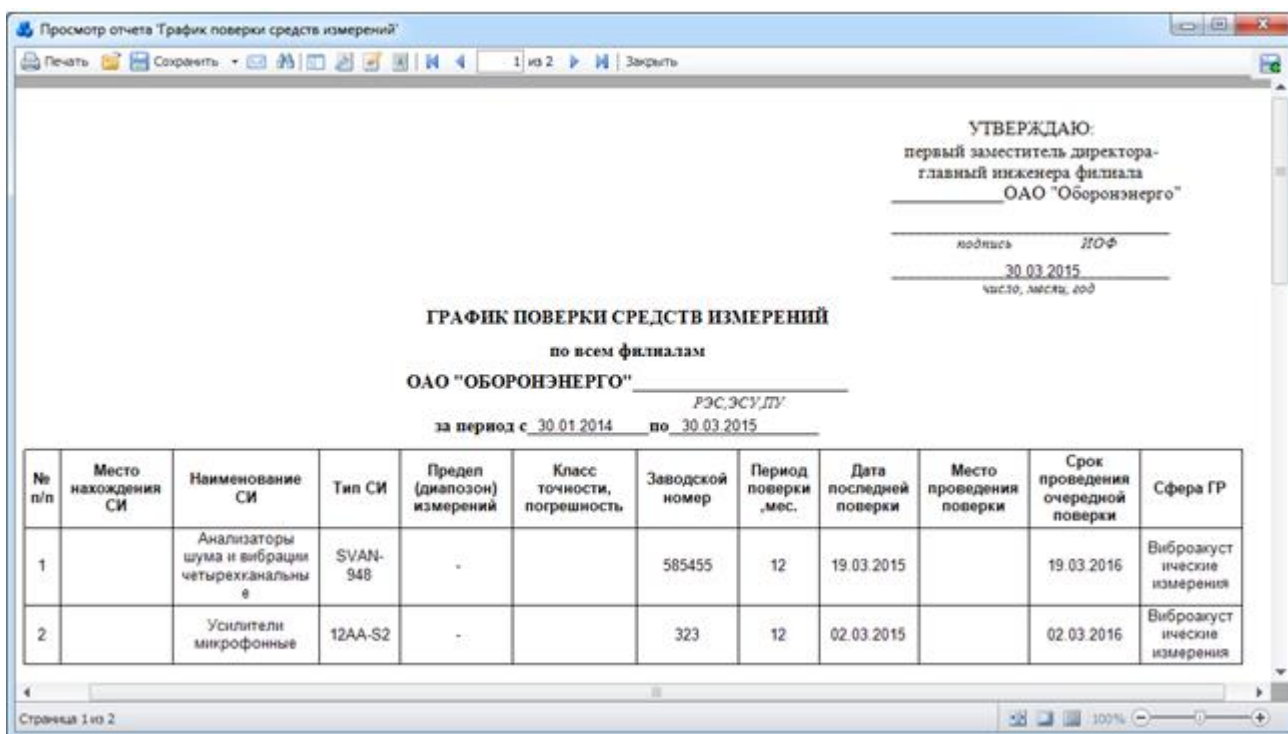 Просмотр отчета 'График поверки средств измерений'
Печать Сохранить 1 из 2 Закрыть
УТВЕРЖДАЮ:
первый заместитель директора-
главный инженера филиала
____________ОАО "Оборонэнерго"
подпись ИОФ
30.03.2015
число, месяц, год
ГРАФИК ПОВЕРКИ СРЕДСТВ ИЗМЕРЕНИЙ
по всем филиалам
ОАО "ОБОРОНЭНЕРГО"
РЭС,ЭСУ,ПУ
за период с 30.01.2014 по 30.03.2015
№ п/п Место нахождения СИ Наименование СИ Тип СИ Предел (диапозон) измерений Класс точности, погрешность Заводской номер Период поверки ,мес. Дата последней поверки Место проведения поверки Срок проведения очередной поверки Сфера ГР
1 Анализаторы шума и вибрации четырехканальны е SVAN-948 - 585455 12 19.03.2015 19.03.2016 Виброакуст ические измерения
2 Усилители микрофонные 12AA-S2 - 323 12 02.03.2015 02.03.2016 Виброакуст ические измерения
Страница 1 из 2 100%